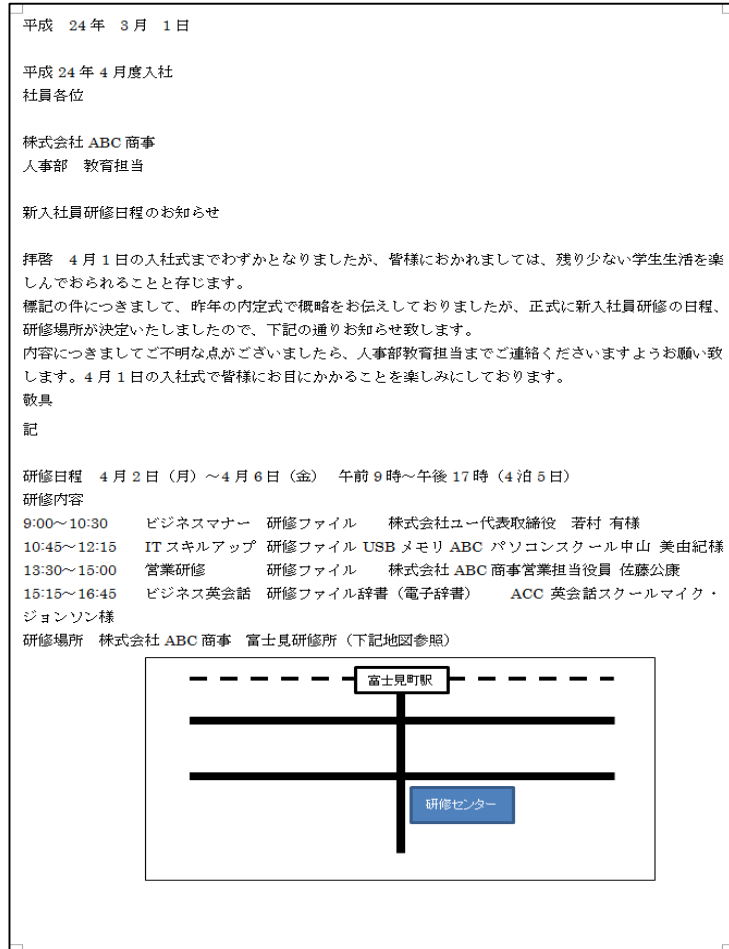 平成　24 年　3 月　1 日
平成 24 年 4 月度入社
社員各位
株式会社 ABC 商事
人事部　教育担当
新入社員研修日程のお知らせ
拝啓　4 月 1 日の入社式までわずかとなりましたが、皆様におかれましては、残り少ない学生生活を楽
しんでおられることと存じます。
標記の件につきまして、昨年の内定式で概略をお伝えしておりましたが、正式に新入社員研修の日程、
研修場所が決定いたしましたので、下記の通りお知らせ致します。
内容につきましてご不明な点がございましたら、人事部教育担当までご連絡くださいますようお願い致
します。4 月 1 日の入社式で皆様にお目にかかることを楽しみにしております。
敬具
記
研修日程　4 月 2 日（月）～4 月 6 日（金）　午前 9 時～午後 17 時（4 泊 5 日）
研修内容
9:00～10:30　　ビジネスマナー　研修ファイル　　株式会社ユー代表取締役　若村 有様
10:45～12:15　　IT スキルアップ　研修ファイル USB メモリ ABC パソコンスクール中山 美由紀様
13:30～15:00　　営業研修　　　研修ファイル　　株式会社 ABC 商事営業担当役員 佐藤公康
15:15～16:45　　ビジネス英会話　研修ファイル辞書（電子辞書）　　ACC 英会話スクールマイク・
ジョンソン様
研修場所　株式会社 ABC 商事　富士見研修所（下記地図参照）
富士見町駅
研修センター